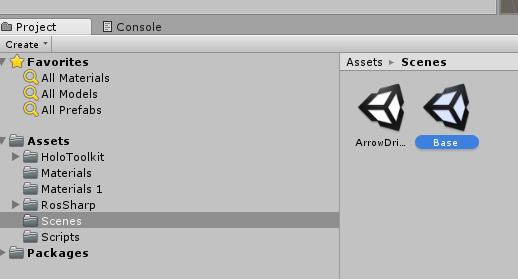 Project
Console
Create
Favorites
All Materials
All Models
All Prefabs
Assets
HoloToolkit
Materials
Materials 1
RosSharp
Scenes
Scripts
Packages
Assets ▸ Scenes
ArrowDri...
Base